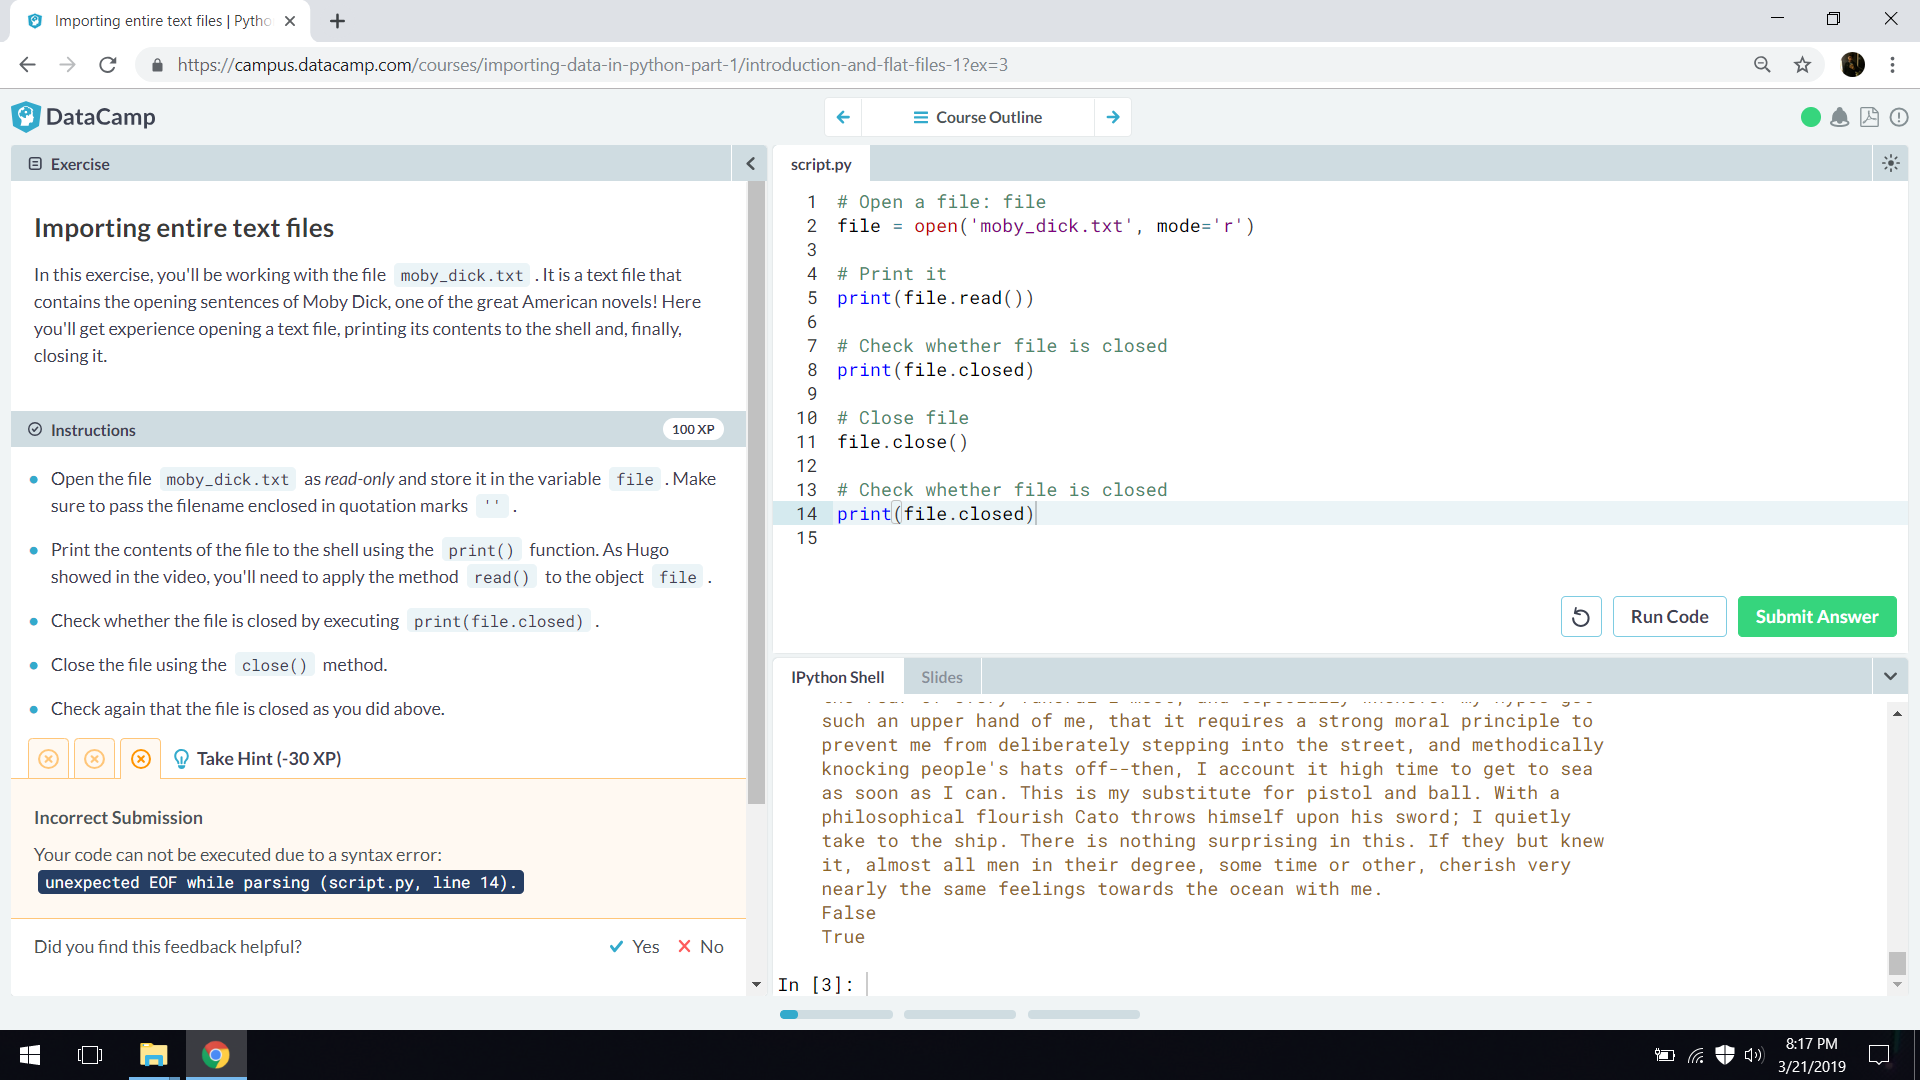 Importing entire text files | Pytho
https://campus.datacamp.com/courses/importing-data-in-python-part-1/introduction-and-flat-files-1?ex=3
DataCamp
Course Outline
Exercise
Importing entire text files
In this exercise, you'll be working with the file moby_dick.txt . It is a text file that
contains the opening sentences of Moby Dick, one of the great American novels! Here
you'll get experience opening a text file, printing its contents to the shell and, finally,
closing it.
Instructions
100 XP
Open the file moby_dick.txt as read-only and store it in the variable file . Make
sure to pass the filename enclosed in quotation marks '' .
Print the contents of the file to the shell using the print() function. As Hugo
showed in the video, you'll need to apply the method read() to the object file .
Check whether the file is closed by executing print(file.closed) .
Close the file using the close() method.
Check again that the file is closed as you did above.
Take Hint (-30 XP)
Incorrect Submission
Your code can not be executed due to a syntax error:
unexpected EOF while parsing (script.py, line 14).
Did you find this feedback helpful?
Yes
No
script.py
1 # Open a file: file
2 file = open('moby_dick.txt', mode='r')
3
4 # Print it
5 print(file.read())
6
7 # Check whether file is closed
8 print(file.closed)
9
10 # Close file
11 file.close()
12
13 # Check whether file is closed
14 print(file.closed)
15
Run Code
Submit Answer
IPython Shell
Slides
the rear of every funeral I meet; and especially whenever my hypos get
such an upper hand of me, that it requires a strong moral principle to
prevent me from deliberately stepping into the street, and methodically
knocking people's hats off--then, I account it high time to get to sea
as soon as I can. This is my substitute for pistol and ball. With a
philosophical flourish Cato throws himself upon his sword; I quietly
take to the ship. There is nothing surprising in this. If they but knew
it, almost all men in their degree, some time or other, cherish very
nearly the same feelings towards the ocean with me.
False
True
In [3]:
8:17 PM
3/21/2019